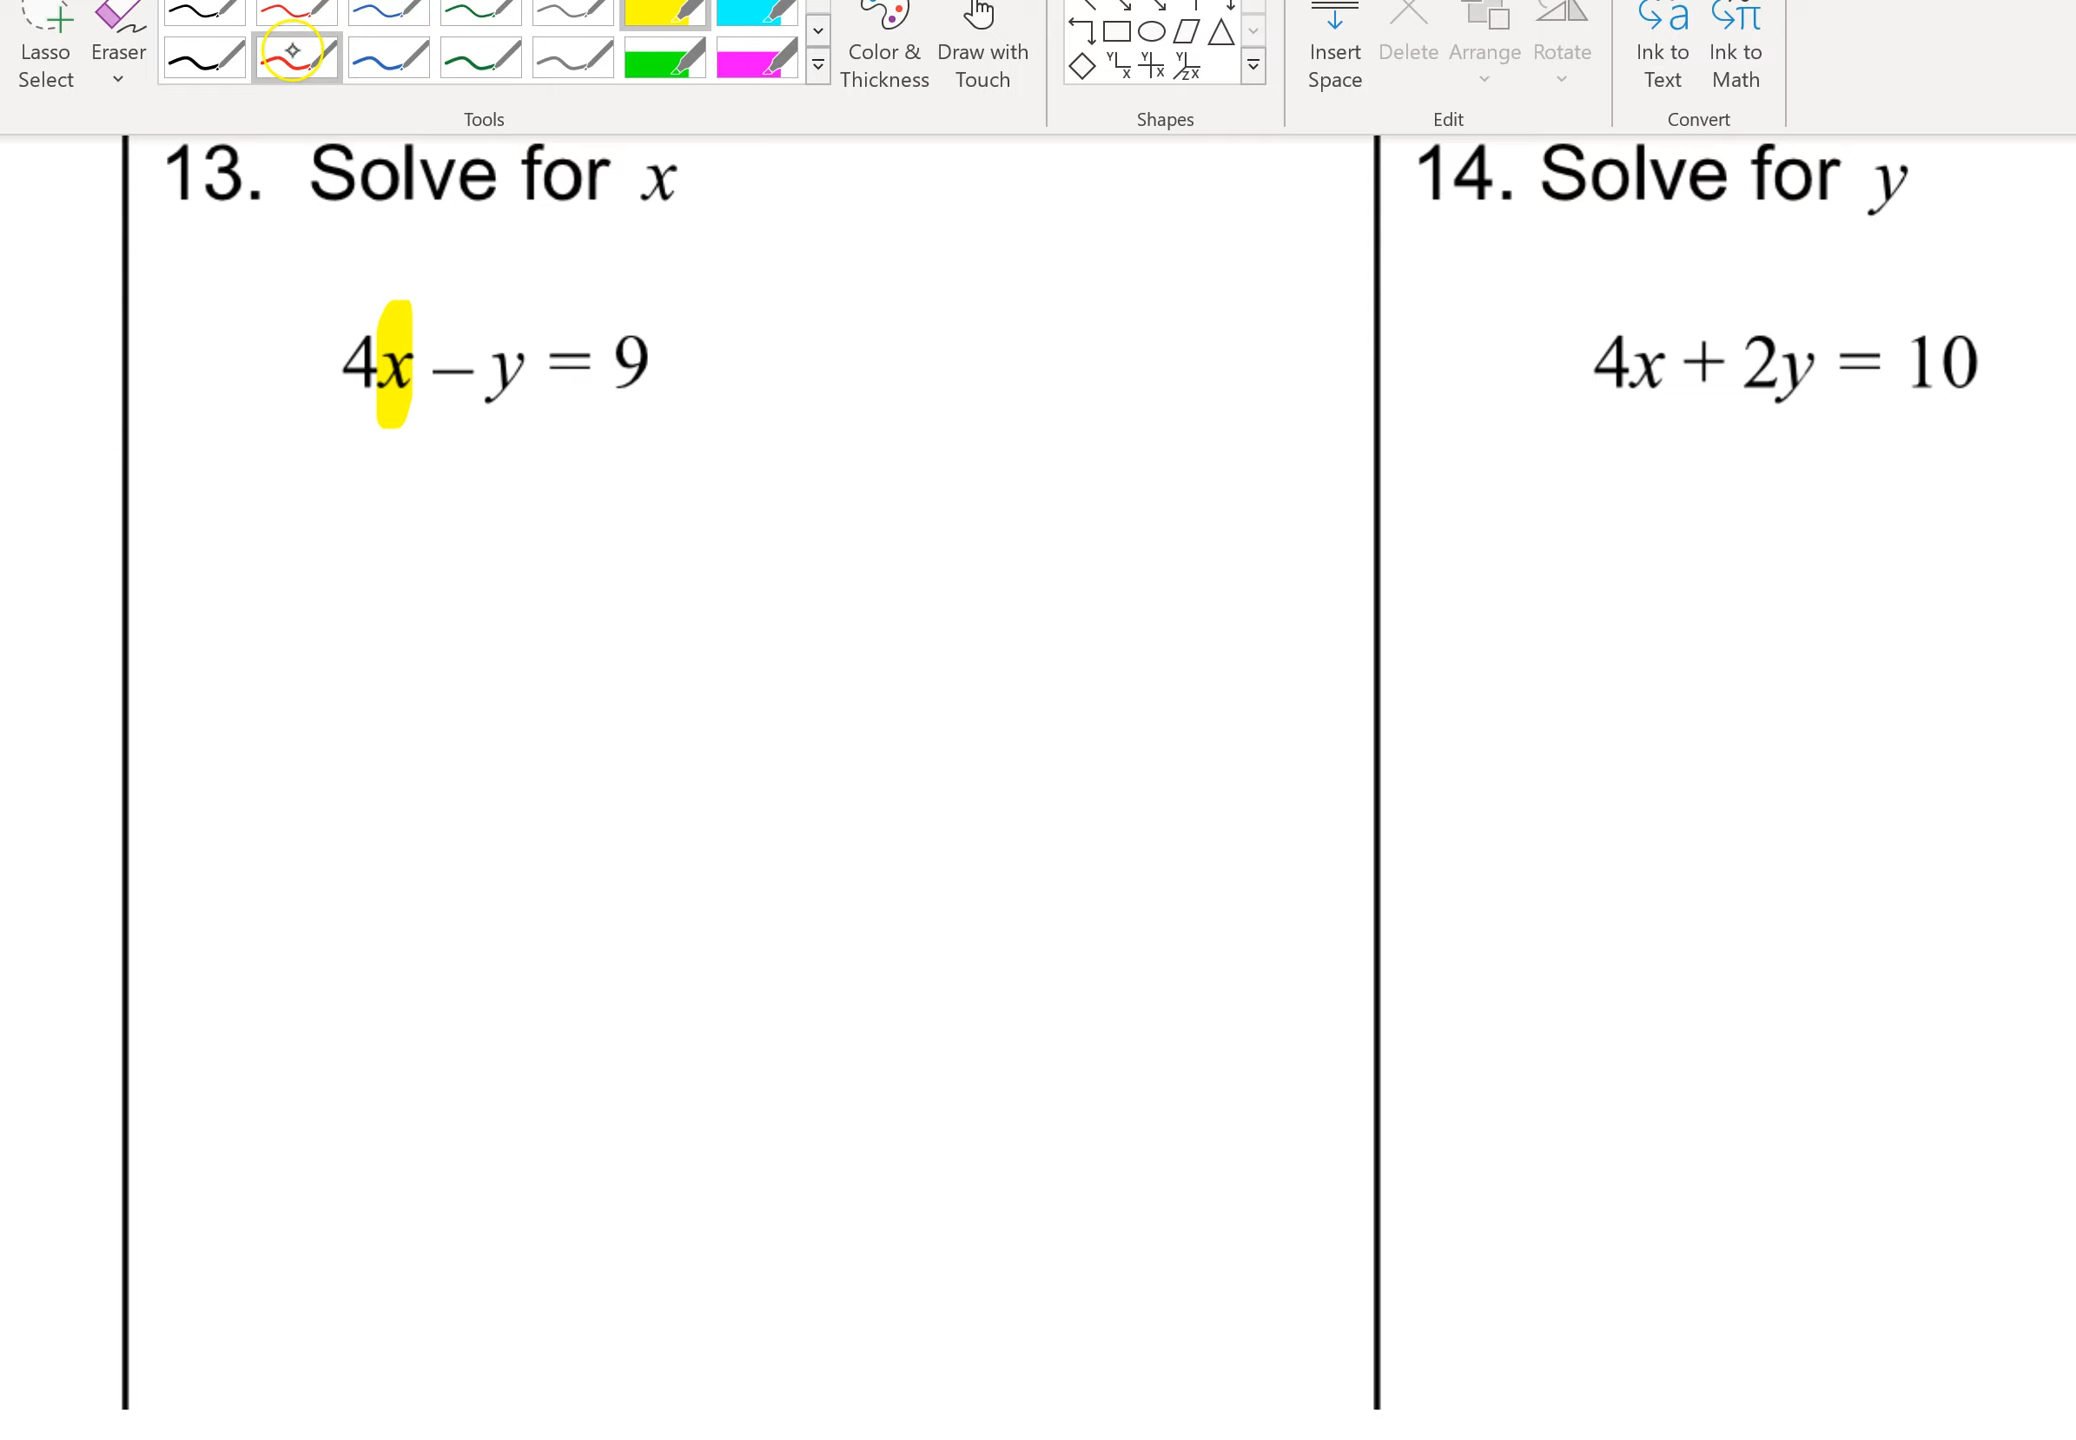 Lasso Select
Eraser
Color & Thickness
Draw with Touch
Insert Space
Delete
Arrange
Rotate
Ink to Text
Ink to Math
Tools
Shapes
Edit
Convert
13. Solve for x
4x – y = 9
14. Solve for y
4x + 2y = 10